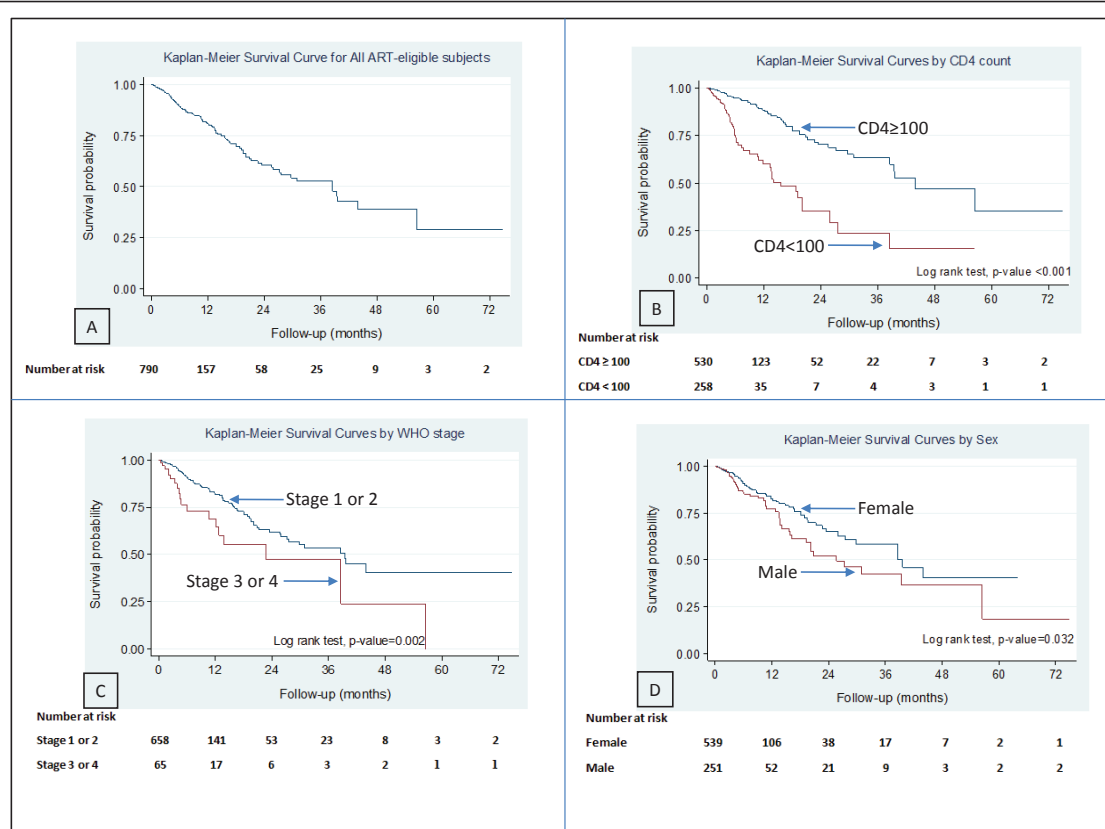 Kaplan-Meier Survival Curve for All ART-eligible subjects
Survival probability
1.00
0.75
0.50
0.25
0.00
0 12 24 36 48 60 72
Follow-up (months)
A
Number at risk 790 157 58 25 9 3 2
Kaplan-Meier Survival Curves by CD4 count
Survival probability
1.00
0.75
0.50
0.25
0.00
CD4≥100
CD4<100
Log rank test, p-value <0.001
0 12 24 36 48 60 72
Follow-up (months)
B
Number at risk
CD4 ≥ 100 530 123 52 22 7 3 2
CD4 < 100 258 35 7 4 3 1 1
Kaplan-Meier Survival Curves by WHO stage
Survival probability
1.00
0.75
0.50
0.25
0.00
Stage 1 or 2
Stage 3 or 4
Log rank test, p-value=0.002
0 12 24 36 48 60 72
Follow-up (months)
C
Number at risk
Stage 1 or 2 658 141 53 23 8 3 2
Stage 3 or 4 65 17 6 3 2 1 1
Kaplan-Meier Survival Curves by Sex
Survival probability
1.00
0.75
0.50
0.25
0.00
Female
Male
Log rank test, p-value=0.032
0 12 24 36 48 60 72
Follow-up (months)
D
Number at risk
Female 539 106 38 17 7 2 1
Male 251 52 21 9 3 2 2